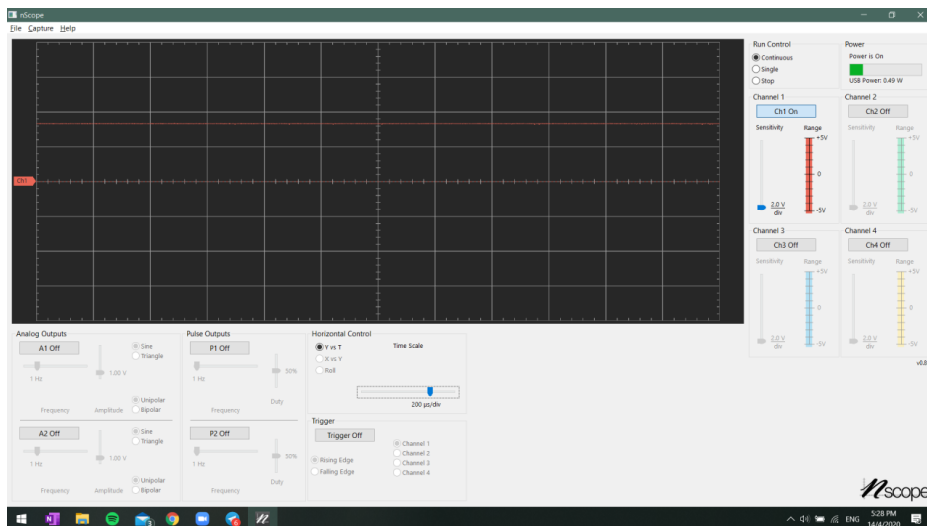 nScope
File Capture Help
Ch1
Run Control
Continuous
Single
Stop
Power
Power is On
USB Power: 0.49 W
Channel 1
Ch1 On
Sensitivity Range
+5V
0
-5V
2.0 V
div
Channel 2
Ch2 Off
Sensitivity Range
+5V
0
-5V
2.0 V
div
Channel 3
Ch3 Off
Sensitivity Range
+5V
0
-5V
2.0 V
div
Channel 4
Ch4 Off
Sensitivity Range
+5V
0
-5V
2.0 V
div
Analog Outputs
A1 Off
Sine
Triangle
1.00 V
1 Hz
Unipolar
Bipolar
Frequency Amplitude
A2 Off
Sine
Triangle
1.00 V
1 Hz
Unipolar
Bipolar
Frequency Amplitude
Pulse Outputs
P1 Off
50%
1 Hz
Duty
Frequency
P2 Off
50%
1 Hz
Duty
Frequency
Horizontal Control
Y vs T
X vs Y
Roll
Time Scale
200 µs/div
Trigger
Trigger Off
Rising Edge
Falling Edge
Channel 1
Channel 2
Channel 3
Channel 4
nscope
ENG
5:28 PM
14/4/2020